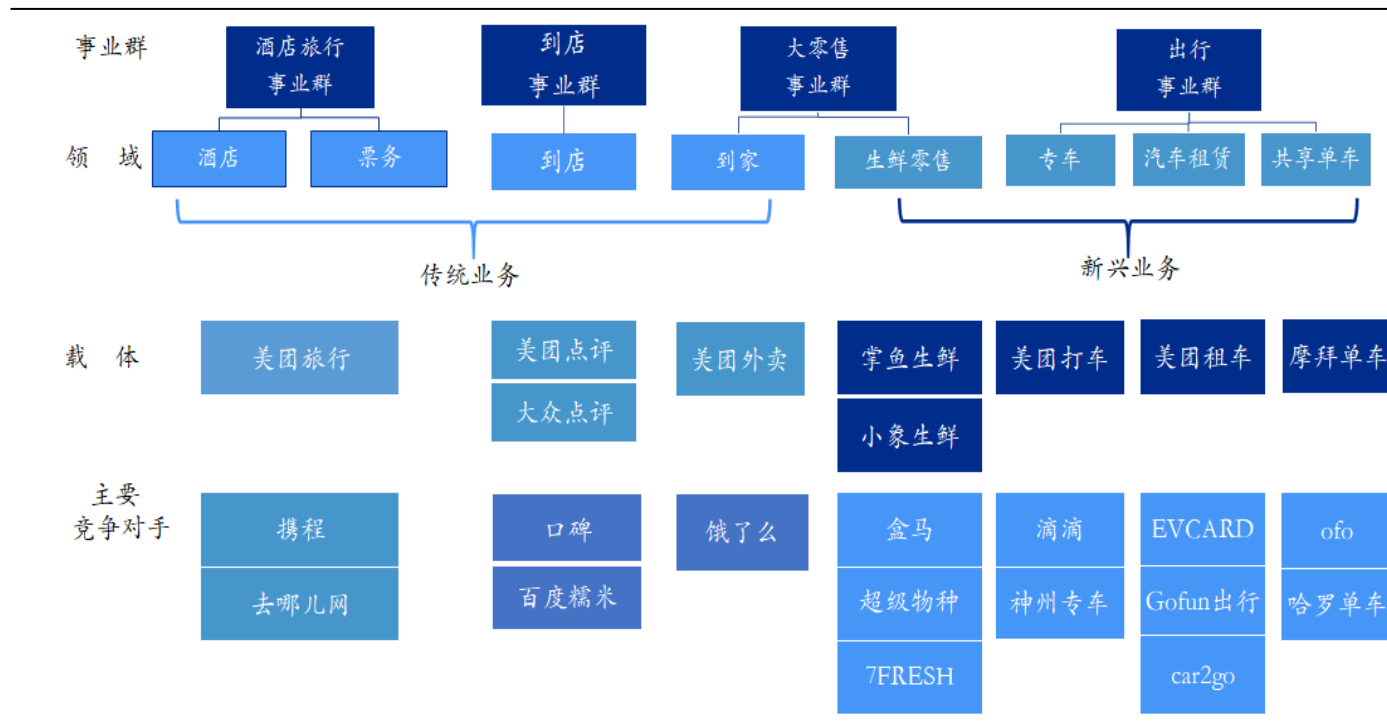 事业群
酒店旅行
事业群
到店
事业群
大零售
事业群
出行
事业群
领 域
酒店
票务
到店
到家
生鲜零售
专车
汽车租赁
共享单车
传统业务
新兴业务
载 体
美团旅行
美团点评
大众点评
美团外卖
掌鱼生鲜
小象生鲜
美团打车
美团租车
摩拜单车
主要
竞争对手
携程
去哪儿网
口碑
百度糯米
饿了么
盒马
超级物种
7FRESH
滴滴
神州专车
EVCARD
Gofun出行
car2go
ofo
哈罗单车